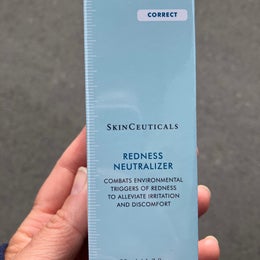 CORRECT
SKINCEUTICALS
REDNESS
NEUTRALIZER
COMBATS ENVIRONMENTAL
TRIGGERS OF REDNESS
TO ALLEVIATE IRRITATION
AND DISCOMFORT